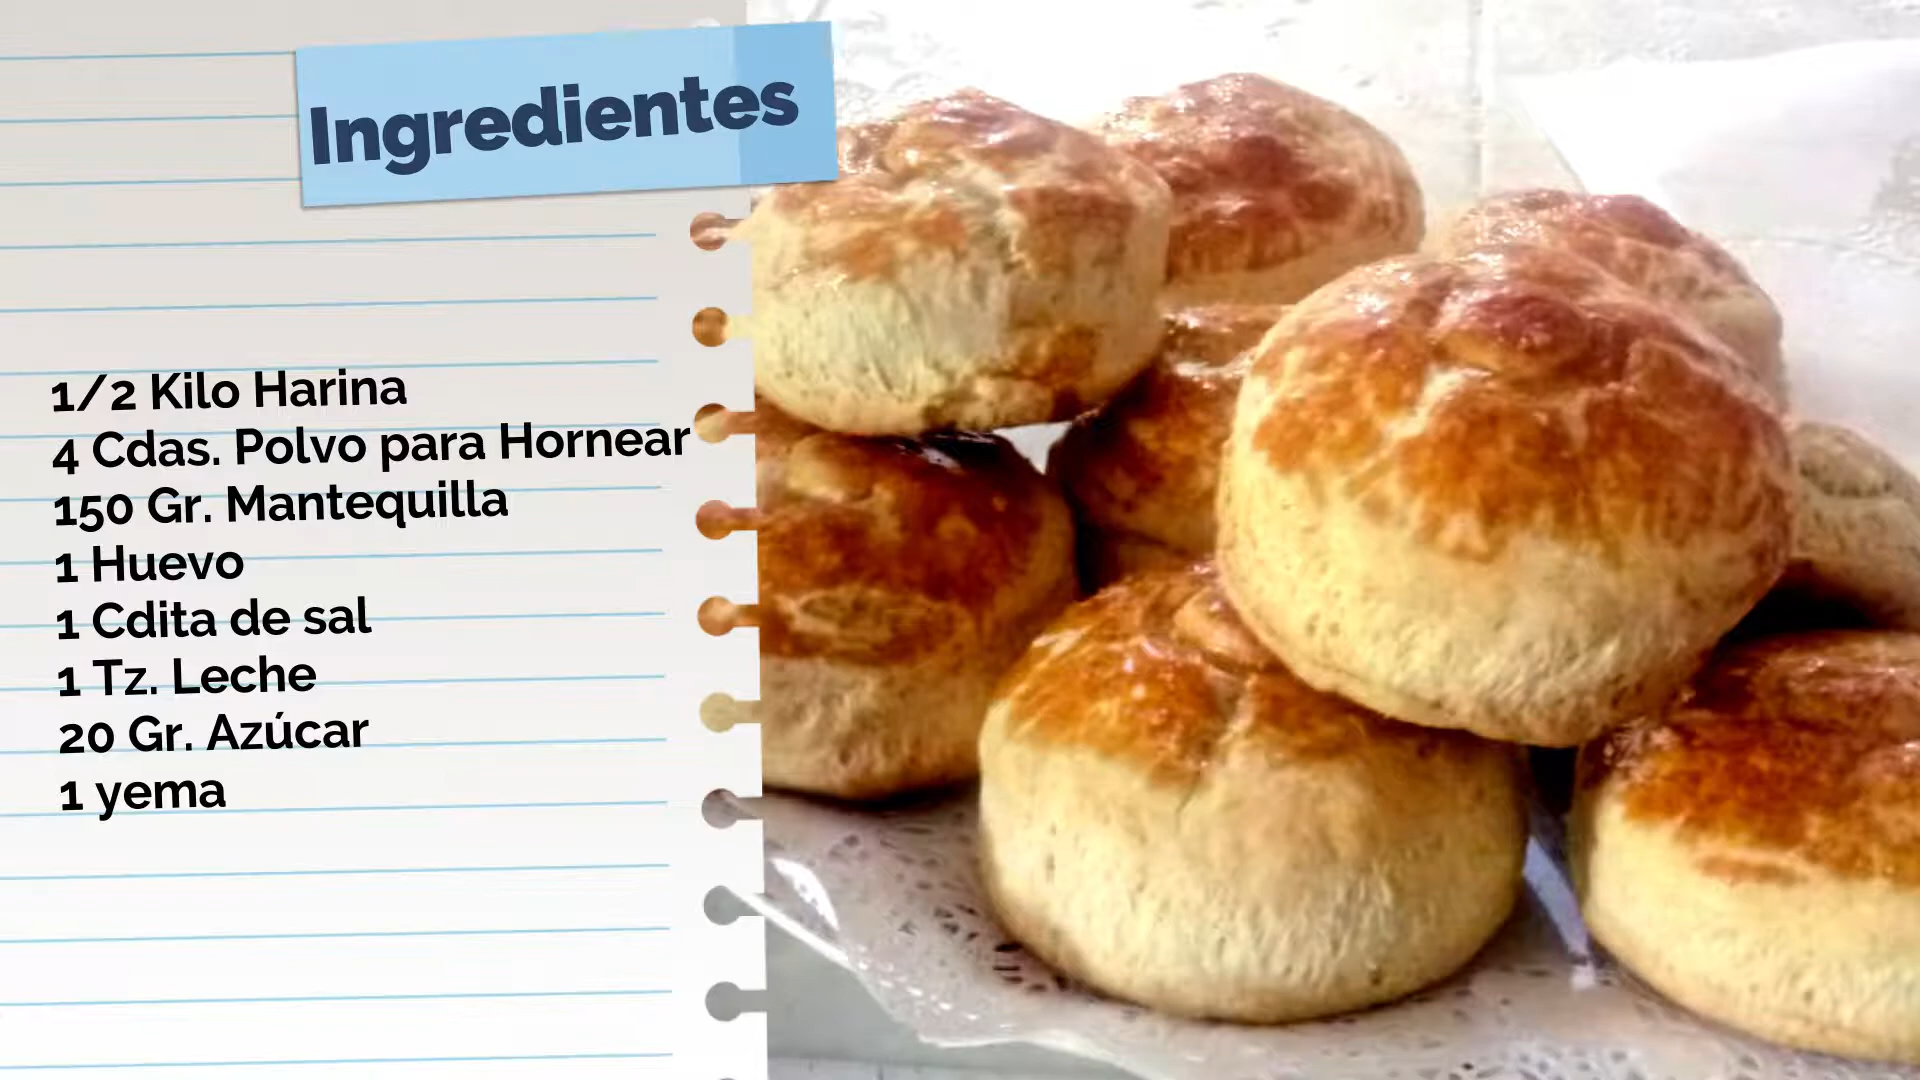 Ingredientes
1/2 Kilo Harina
4 Cdas. Polvo para Hornear
150 Gr. Mantequilla
1 Huevo
1 Cdita de sal
1 Tz. Leche
20 Gr. Azúcar
1 yema